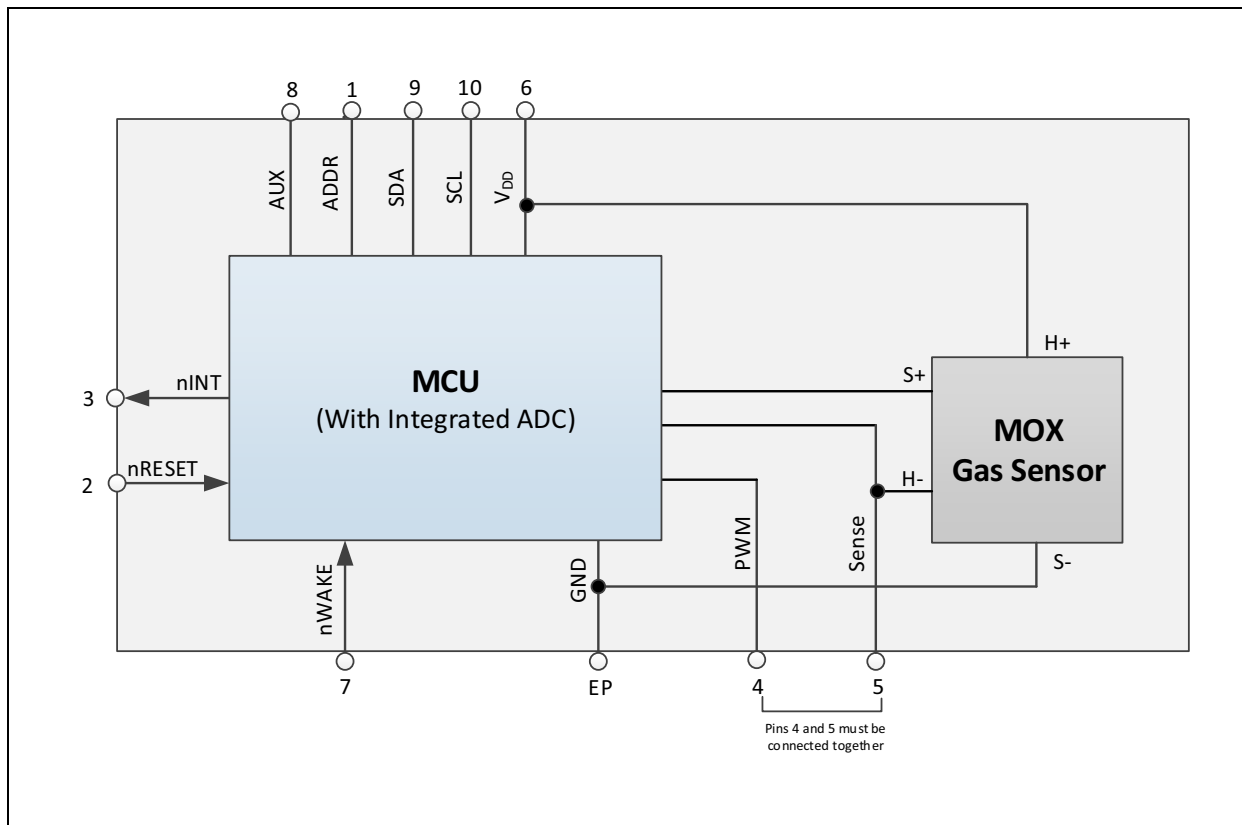 8
1
9
10
6
AUX
ADDR
SDA
SCL
VDD
H+
nINT
3
MCU
(With Integrated ADC)
S+
MOX
Gas Sensor
nRESET
2
H-
PWM
Sense
GND
nWAKE
S-
7
EP
4
5
Pins 4 and 5 must be
connected together